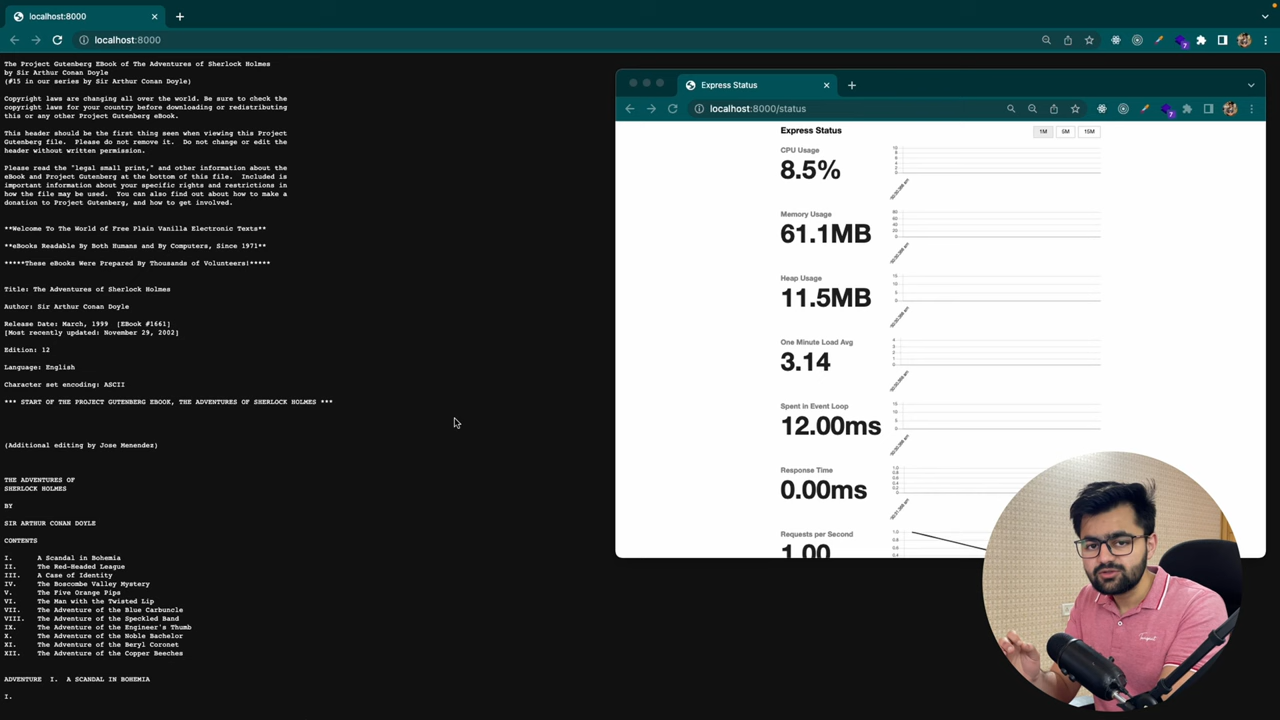 localhost:8000
localhost:8000
The Project Gutenberg EBook of The Adventures of Sherlock Holmes
by Sir Arthur Conan Doyle
(#15 in our series by Sir Arthur Conan Doyle)
Copyright laws are changing all over the world. Be sure to check the
copyright laws for your country before downloading or redistributing
this or any other Project Gutenberg eBook.
This header should be the first thing seen when viewing this Project
Gutenberg file.  Please do not remove it.  Do not change or edit the
header without written permission.
Please read the "legal small print," and other information about the
eBook and Project Gutenberg at the bottom of this file.  Included is
important information about your specific rights and restrictions in
how the file may be used.  You can also find out about how to make a
donation to Project Gutenberg, and how to get involved.
**Welcome To The World of Free Plain Vanilla Electronic Texts**
**eBooks Readable By Both Humans and By Computers, Since 1971**
*****These eBooks Were Prepared By Thousands of Volunteers!*****
Title: The Adventures of Sherlock Holmes
Author: Sir Arthur Conan Doyle
Release Date: March, 1999  [EBook #1661]
[Most recently updated: November 29, 2002]
Edition: 12
Language: English
Character set encoding: ASCII
*** START OF THE PROJECT GUTENBERG EBOOK, THE ADVENTURES OF SHERLOCK HOLMES ***
(Additional editing by Jose Menendez)
THE ADVENTURES OF
SHERLOCK HOLMES
BY
SIR ARTHUR CONAN DOYLE
CONTENTS
I. A Scandal in Bohemia
II. The Red-Headed League
III. A Case of Identity
IV. The Boscombe Valley Mystery
V. The Five Orange Pips
VI. The Man with the Twisted Lip
VII. The Adventure of the Blue Carbuncle
VIII. The Adventure of the Speckled Band
IX. The Adventure of the Engineer's Thumb
X. The Adventure of the Noble Bachelor
XI. The Adventure of the Beryl Coronet
XII. The Adventure of the Copper Beeches
ADVENTURE  I.  A SCANDAL IN BOHEMIA
I.
Express Status
localhost:8000/status
Express Status
1M 5M 15M
CPU Usage
8.5%
Memory Usage
61.1MB
Heap Usage
11.5MB
One Minute Load Avg
3.14
Spent in Event Loop
12.00ms
Response Time
0.00ms
Requests per Second
1.00